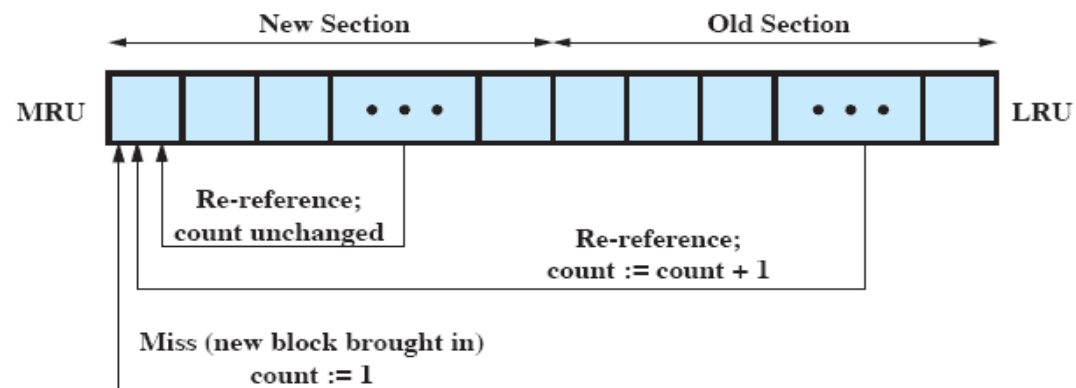 New Section Old Section
MRU • • • • • • LRU
Re-reference;
count unchanged
Re-reference;
count := count + 1
Miss (new block brought in)
count := 1